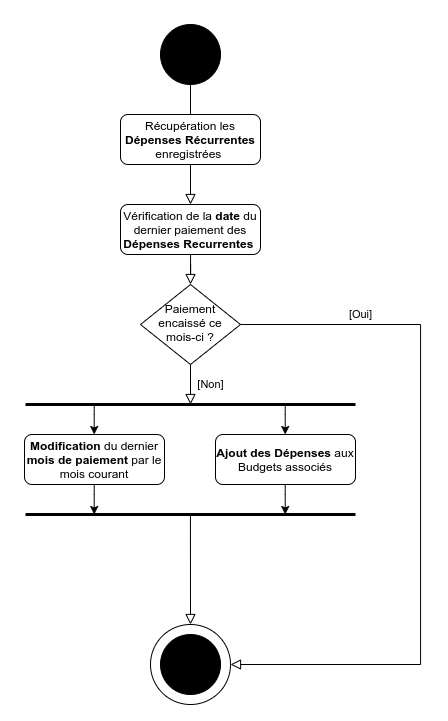 Récupération les
Dépenses Récurrentes
enregistrées
Vérification de la date du
dernier paiement des
Dépenses Recurrentes
Paiement
encaissé ce
mois-ci ?
[Oui]
[Non]
Modification du dernier
mois de paiement par le
mois courant
Ajout des Dépenses aux
Budgets associés